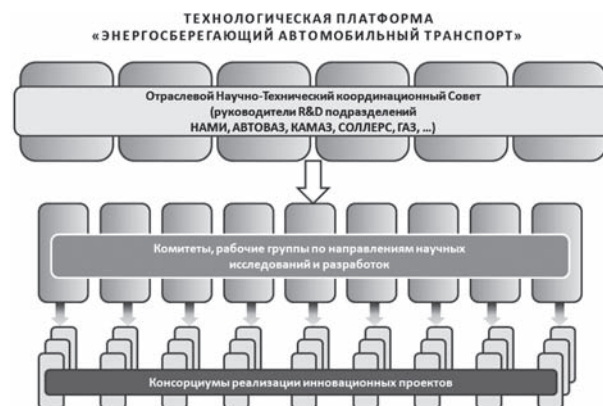 ТЕХНОЛОГИЧЕСКАЯ ПЛАТФОРМА
«ЭНЕРГОСБЕРЕГАЮЩИЙ АВТОМОБИЛЬНЫЙ ТРАНСПОРТ»
Отраслевой Научно-Технический координационный Совет
(руководители R&D подразделений
НАМИ, АВТОВАЗ, КАМАЗ, СОЛЛЕРС, ГАЗ, ...)
Комитеты, рабочие группы по направлениям научных
исследований и разработок
Консорциумы реализации инновационных проектов